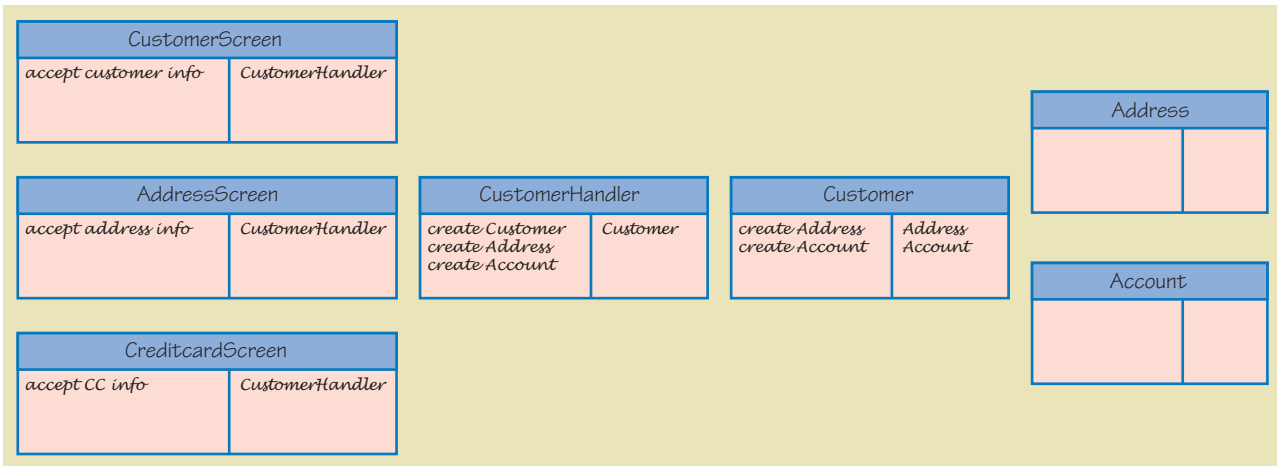 CustomerScreen
accept customer info
CustomerHandler
AddressScreen
accept address info
CustomerHandler
CreditcardScreen
accept CC info
CustomerHandler
CustomerHandler
create Customer
create Address
create Account
Customer
Customer
create Address
create Account
Address
Account
Address
Account